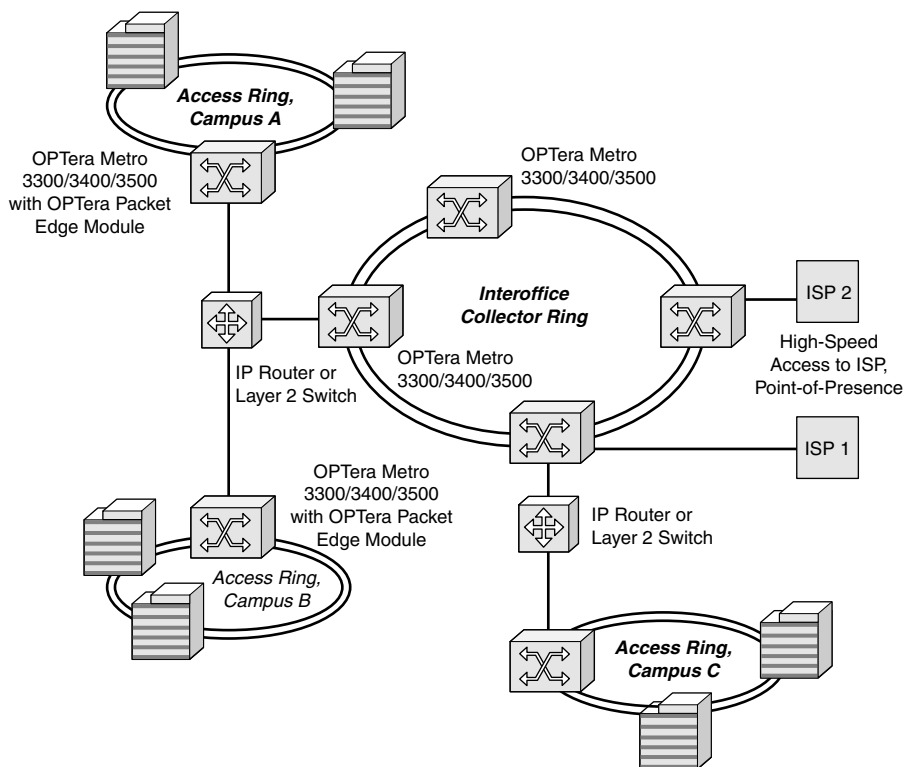 Access Ring,
Campus A
OPTera Metro
3300/3400/3500
with OPTera Packet
Edge Module
OPTera Metro
3300/3400/3500
Interoffice
Collector Ring
ISP 2
High-Speed
Access to ISP,
Point-of-Presence
OPTera Metro
3300/3400/3500
IP Router or
Layer 2 Switch
ISP 1
OPTera Metro
3300/3400/3500
with OPTera Packet
Edge Module
IP Router or
Layer 2 Switch
Access Ring,
Campus B
Access Ring,
Campus C